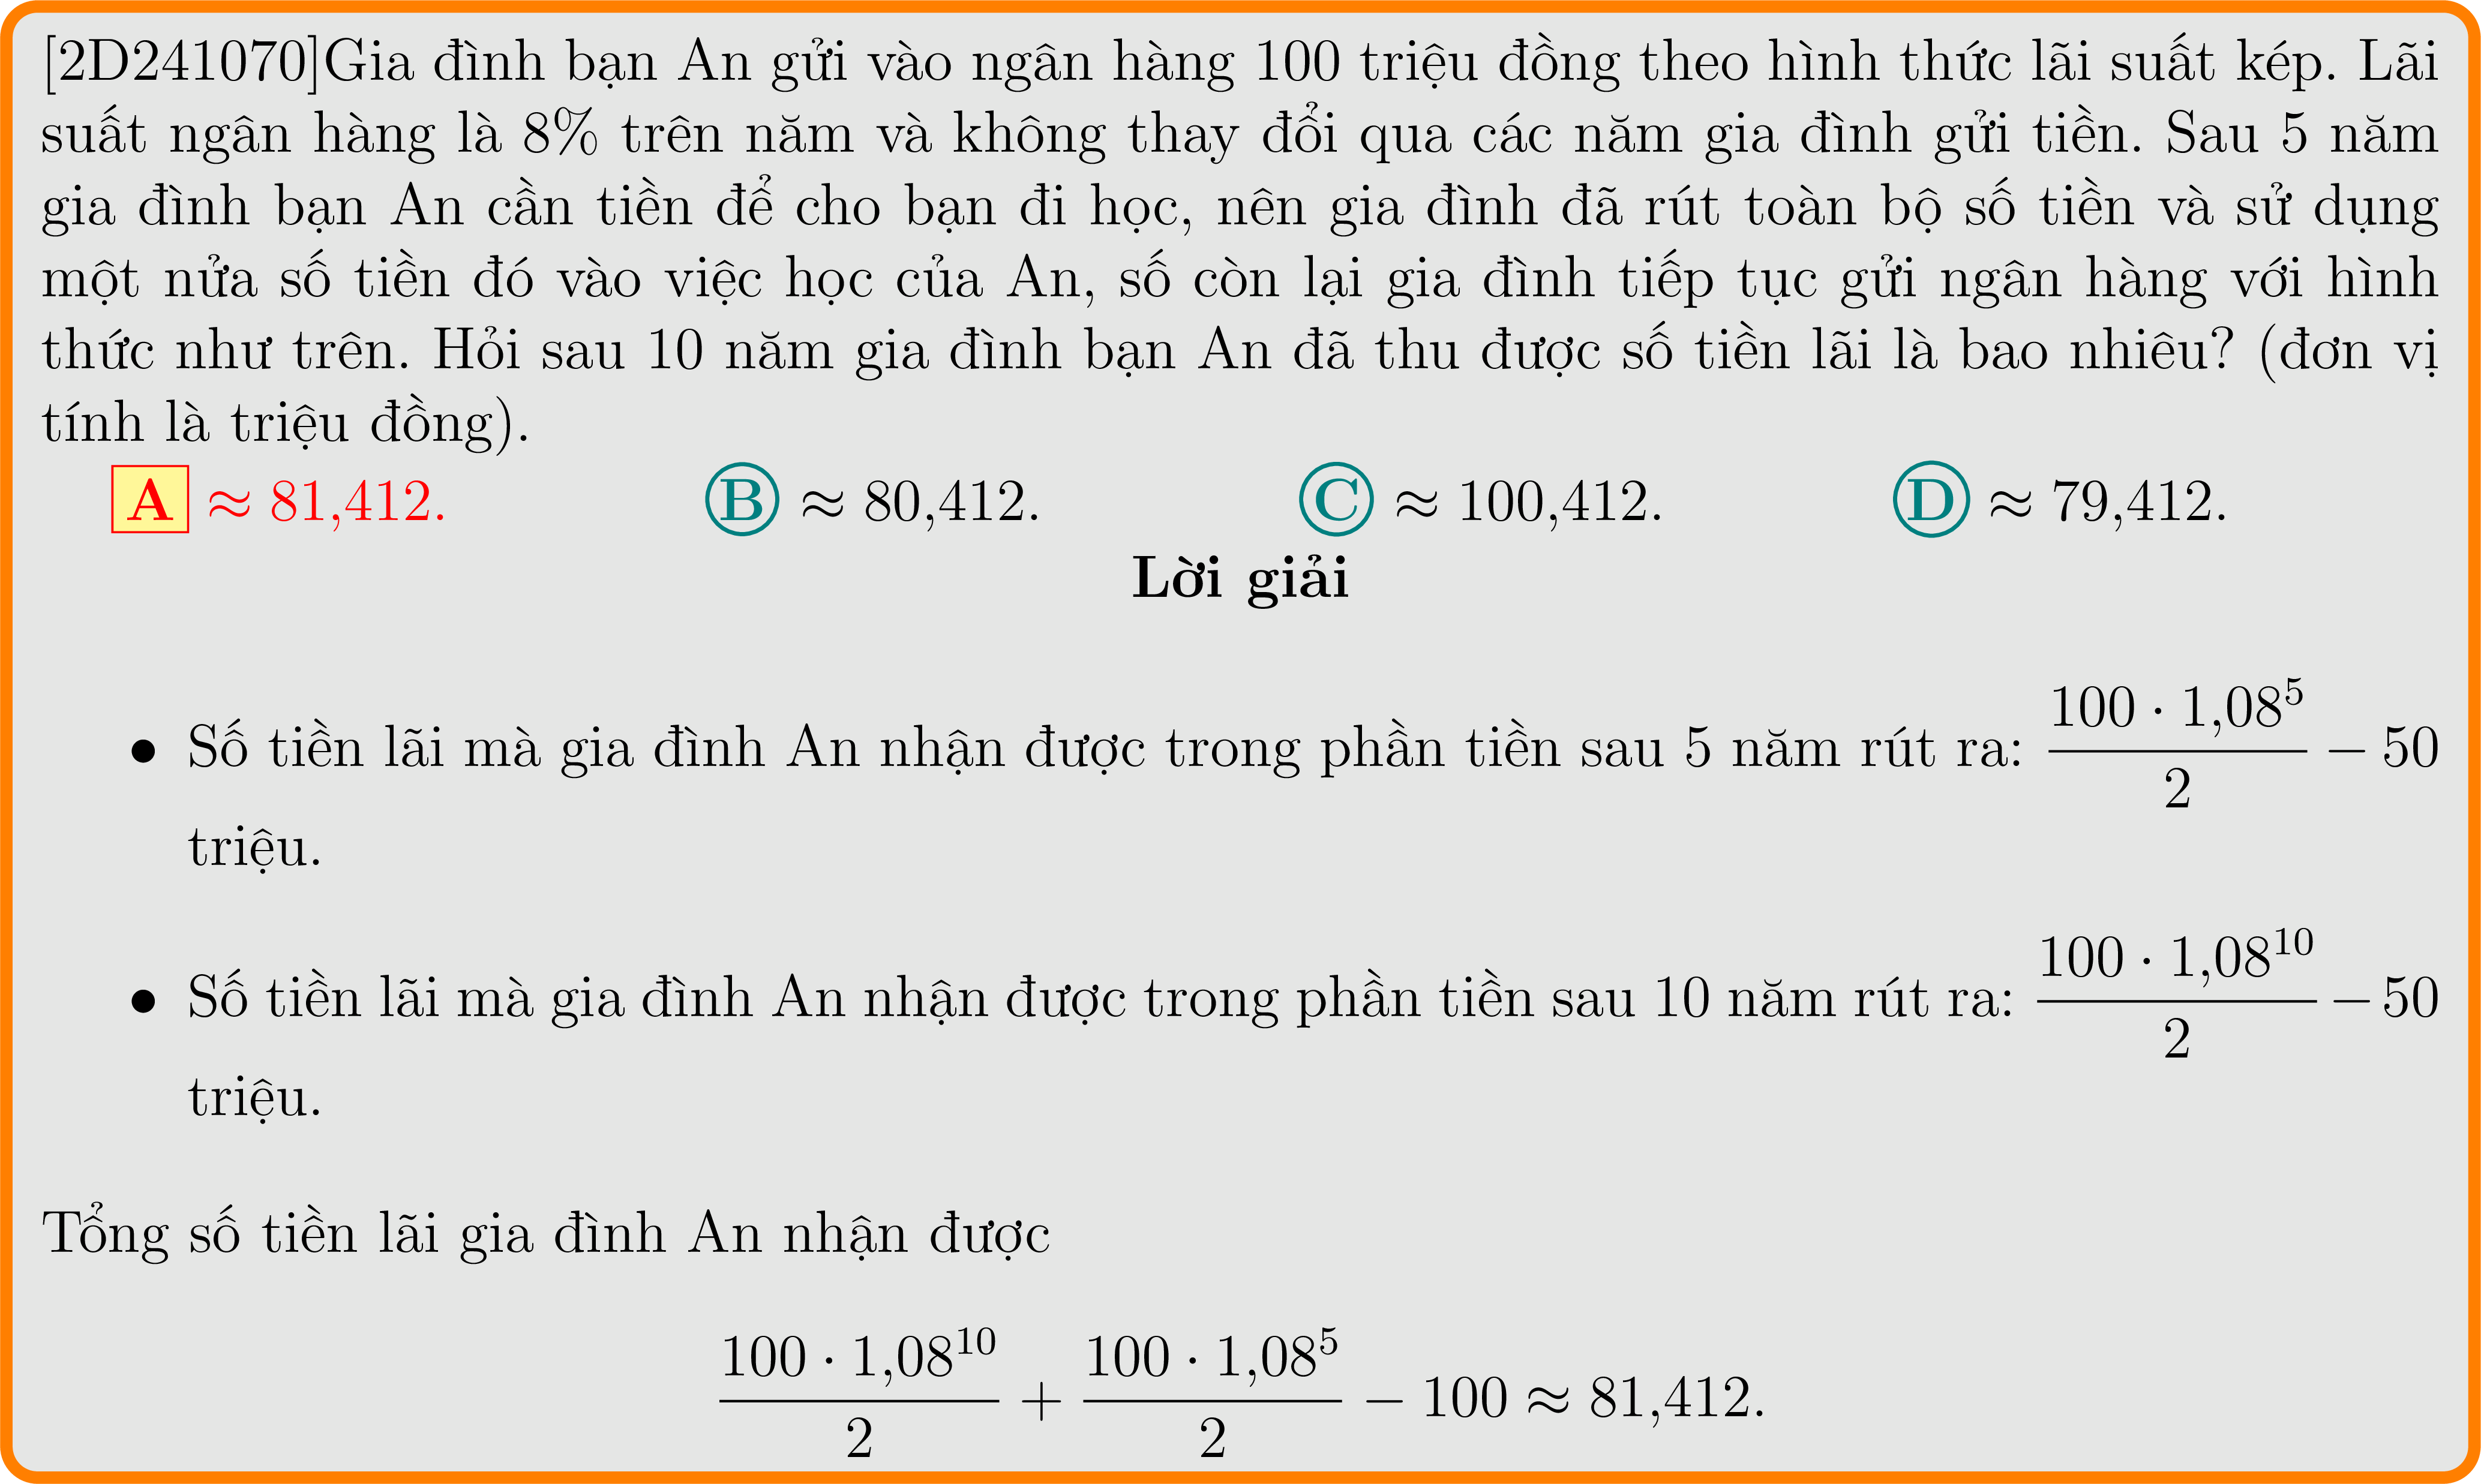 [2D241070]Gia đình bạn An gửi vào ngân hàng 100 triệu đồng theo hình thức lãi suất kép. Lãi
suất ngân hàng là 8% trên năm và không thay đổi qua các năm gia đình gửi tiền. Sau 5 năm
gia đình bạn An cần tiền để cho bạn đi học, nên gia đình đã rút toàn bộ số tiền và sử dụng
một nửa số tiền đó vào việc học của An, số còn lại gia đình tiếp tục gửi ngân hàng với hình
thức như trên. Hỏi sau 10 năm gia đình bạn An đã thu được số tiền lãi là bao nhiêu? (đơn vị
tính là triệu đồng).
A ≈ 81,412. B ≈ 80,412. C ≈ 100,412. D ≈ 79,412.
Lời giải
• Số tiền lãi mà gia đình An nhận được trong phần tiền sau 5 năm rút ra: \frac{100 · 1,08^5}{2} − 50
triệu.
• Số tiền lãi mà gia đình An nhận được trong phần tiền sau 10 năm rút ra: \frac{100 · 1,08^{10}}{2} − 50
triệu.
Tổng số tiền lãi gia đình An nhận được
\frac{100 · 1,08^{10}}{2} + \frac{100 · 1,08^5}{2} − 100 ≈ 81,412.